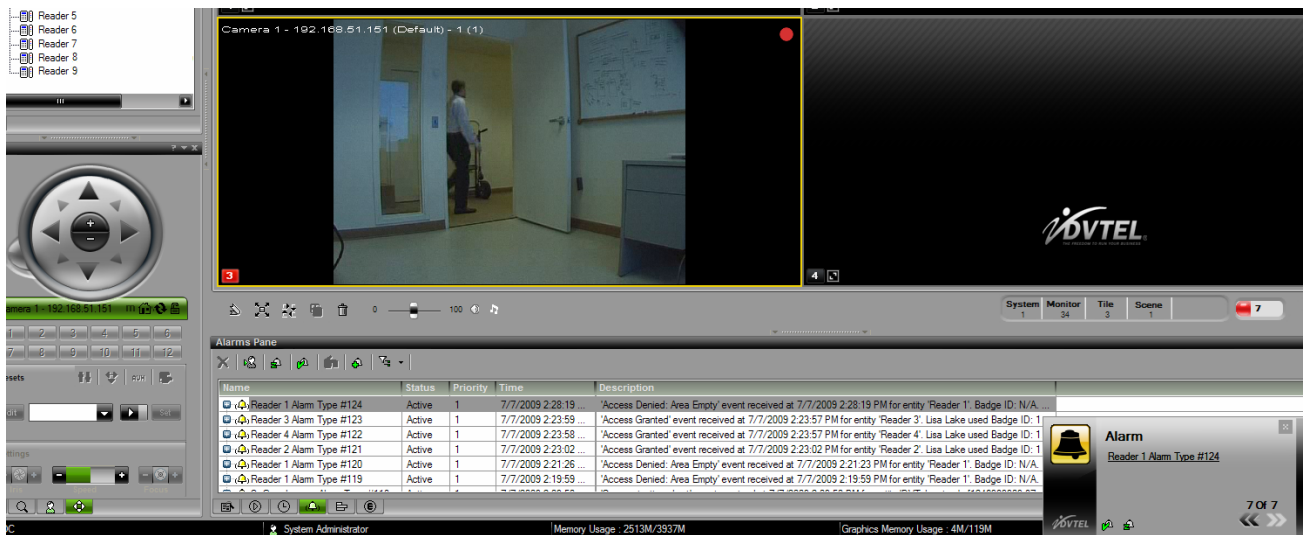 Reader 5
Reader 6
Reader 7
Reader 8
Reader 9
Camera 1 - 192.168.51.151 (Default) - 1 (1)
3
DVTEL
4
0 100
System Monitor Tile Scene
1 34 3 1
7
amera 1 - 192.168.51.151
1 2 3 4 5 6
7 8 9 10 11 12
esets
Set
ttings
Alarms Pane
Name Status Priority Time Description
Reader 1 Alarm Type #124 Active 1 7/7/2009 2:28:19 ... 'Access Denied: Area Empty' event received at 7/7/2009 2:28:19 PM for entity 'Reader 1'. Badge ID: N/A. ...
Reader 3 Alarm Type #123 Active 1 7/7/2009 2:23:59 ... 'Access Granted' event received at 7/7/2009 2:23:57 PM for entity 'Reader 3'. Lisa Lake used Badge ID: 1
Reader 4 Alarm Type #122 Active 1 7/7/2009 2:23:58 ... 'Access Granted' event received at 7/7/2009 2:23:57 PM for entity 'Reader 4'. Lisa Lake used Badge ID: 1
Reader 2 Alarm Type #121 Active 1 7/7/2009 2:23:02 ... 'Access Granted' event received at 7/7/2009 2:23:02 PM for entity 'Reader 2'. Lisa Lake used Badge ID: 1
Reader 1 Alarm Type #120 Active 1 7/7/2009 2:21:26 ... 'Access Denied: Area Empty' event received at 7/7/2009 2:21:23 PM for entity 'Reader 1'. Badge ID: N/A.
Reader 1 Alarm Type #119 Active 1 7/7/2009 2:19:59 ... 'Access Denied: Area Empty' event received at 7/7/2009 2:19:59 PM for entity 'Reader 1'. Badge ID: N/A.
Alarm
Reader 1 Alarm Type #124
7 Of 7
DVTEL
System Administrator
Memory Usage : 2513M/3937M
Graphics Memory Usage : 4M/119M